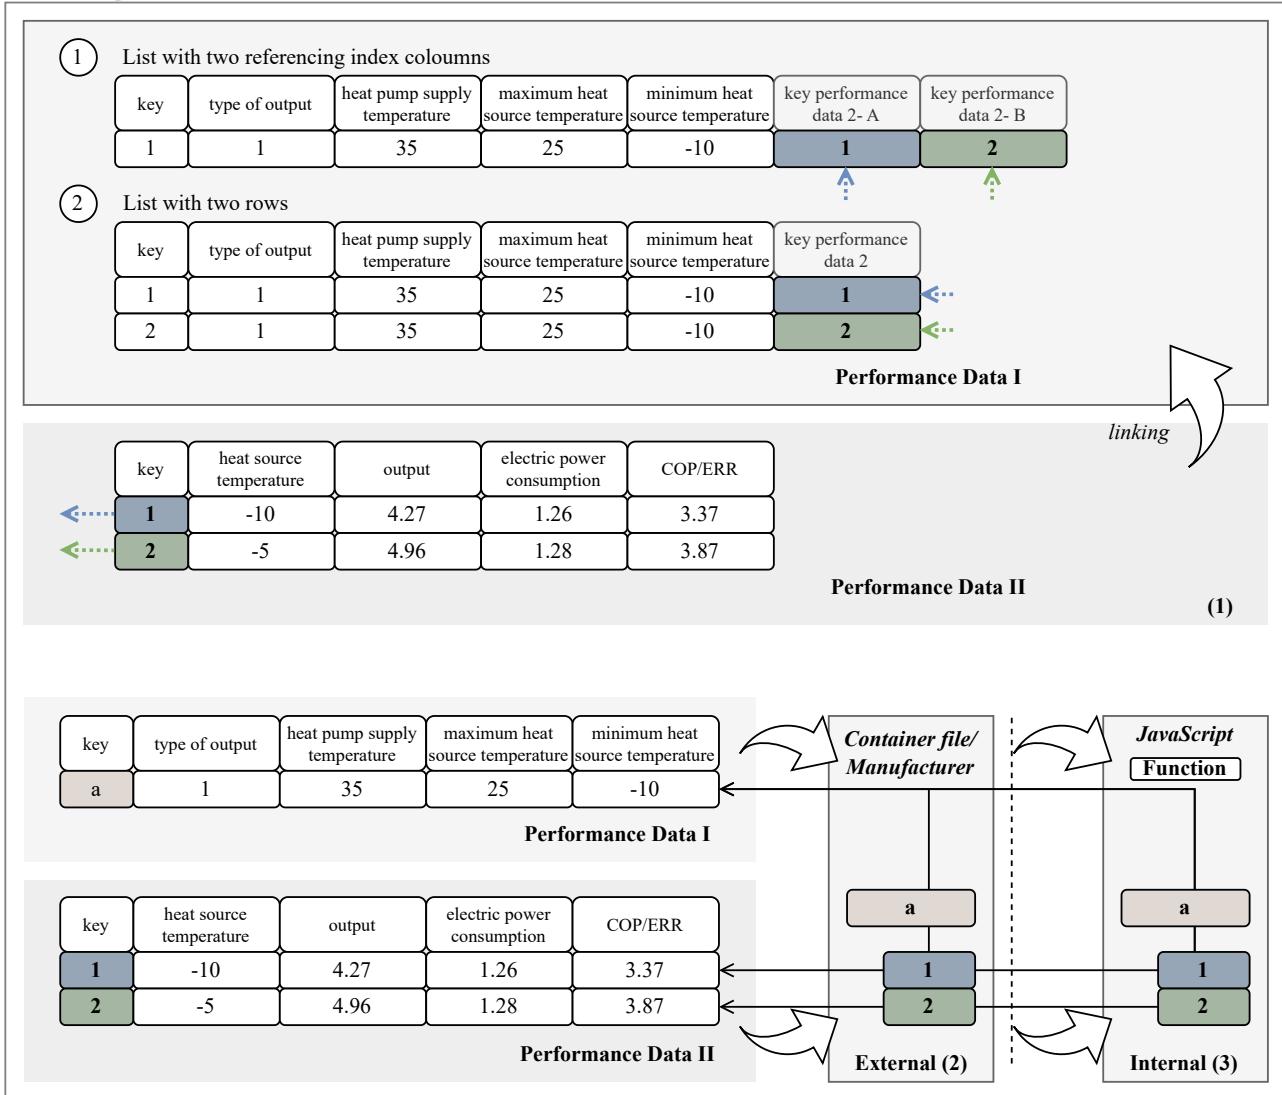 1 List with two referencing index coloumns
key type of output heat pump supply temperature maximum heat source temperature minimum heat source temperature key performance data 2- A key performance data 2- B
1 1 35 25 -10 1 2
2 List with two rows
key type of output heat pump supply temperature maximum heat source temperature minimum heat source temperature key performance data 2
1 1 35 25 -10 1
2 1 35 25 -10 2
Performance Data I
linking
key heat source temperature output electric power consumption COP/ERR
1 -10 4.27 1.26 3.37
2 -5 4.96 1.28 3.87
Performance Data II
(1)
key type of output heat pump supply temperature maximum heat source temperature minimum heat source temperature
a 1 35 25 -10
Performance Data I
key heat source temperature output electric power consumption COP/ERR
1 -10 4.27 1.26 3.37
2 -5 4.96 1.28 3.87
Performance Data II
Container file/
Manufacturer
a
1
2
External (2)
JavaScript
Function
a
1
2
Internal (3)